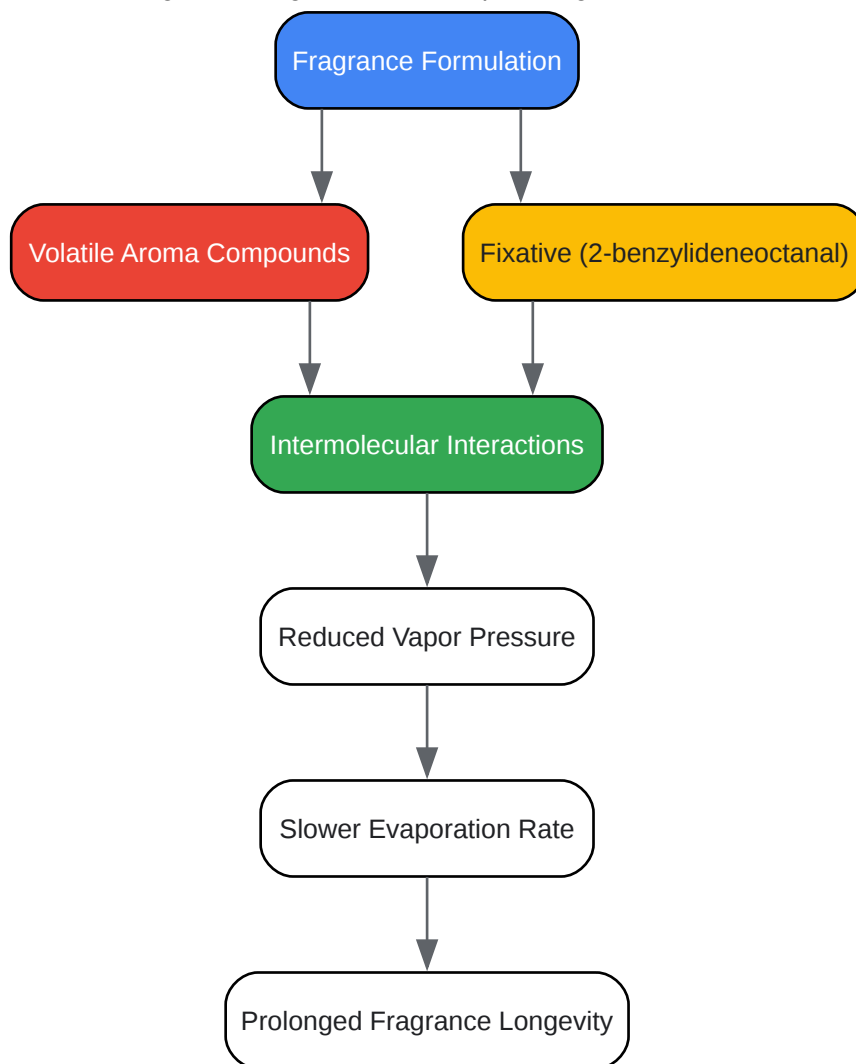 Fragrance Formulation
Volatile Aroma Compounds
Fixative (2-benzylideneoctanal)
Intermolecular Interactions
Reduced Vapor Pressure
Slower Evaporation Rate
Prolonged Fragrance Longevity